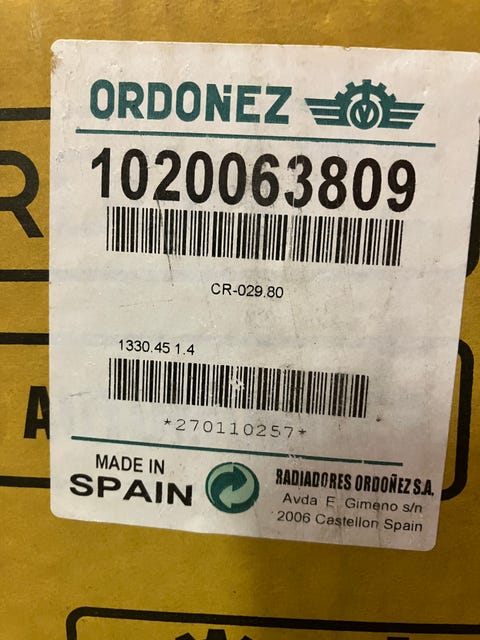 ORDOÑEZ
1020063809
CR-029.80
1330.45 1.4
*270110257*
MADE IN
SPAIN
RADIADORES ORDOÑEZ S.A.
Avda E. Gimeno s/n
2006 Castellon Spain
R
A